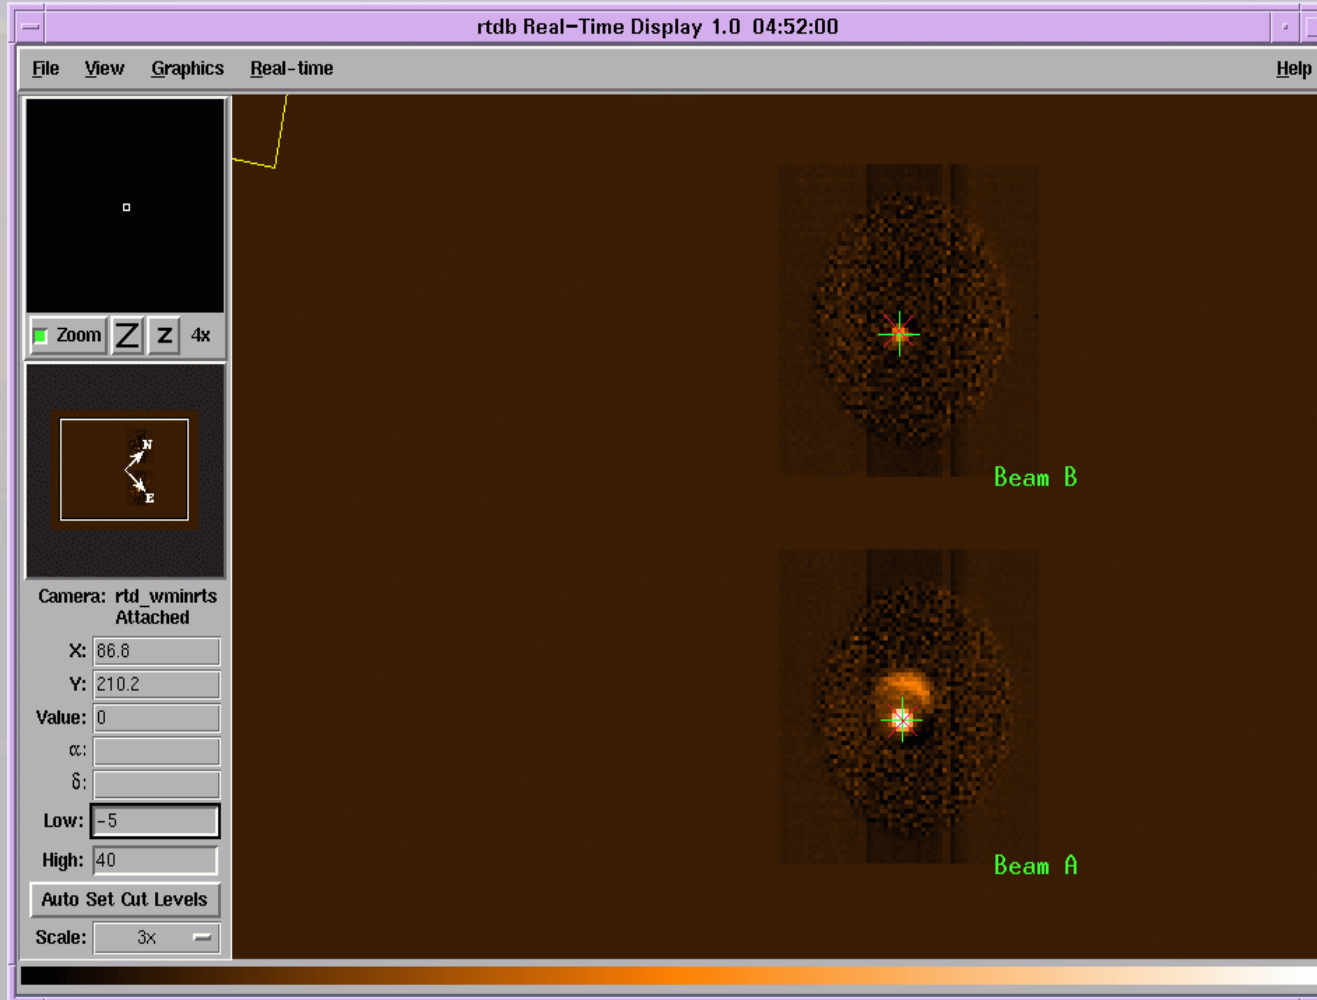 rtdb Real-Time Display 1.0 04:52:00
File View Graphics Real-time Help
Zoom Z z 4x
N
E
Camera: rtd_wminrts
Attached
X: 86.8
Y: 210.2
Value: 0
α:
δ:
Low: -5
High: 40
Auto Set Cut Levels
Scale: 3x
Beam B
Beam A